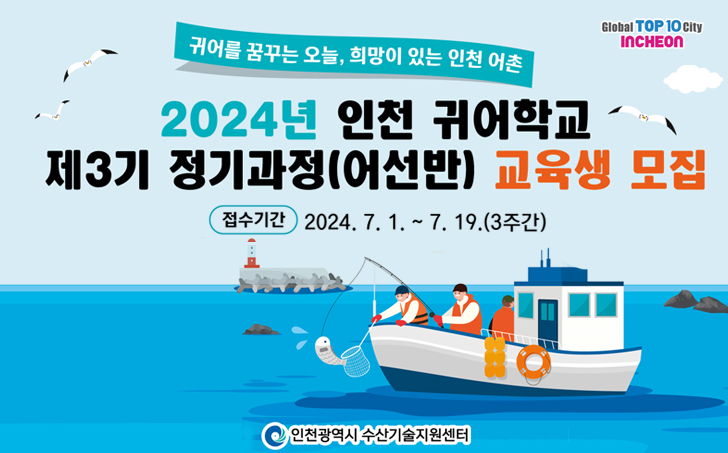 Global TOP 10 City
INCHEON
귀어를 꿈꾸는 오늘, 희망이 있는 인천 어촌
2024년 인천 귀어학교
제3기 정기과정(어선반) 교육생 모집
접수기간 2024. 7. 1. ~ 7. 19.(3주간)
인천광역시 수산기술지원센터